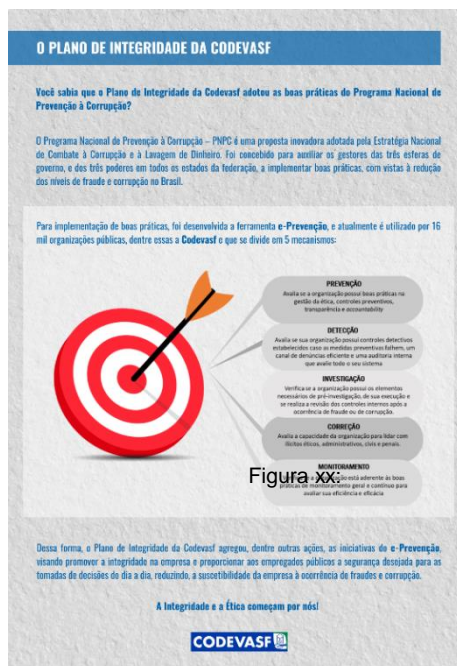 O PLANO DE INTEGRIDADE DA CODEVASF
Você sabia que o Plano de Integridade da Codevasf adotou as boas práticas do Programa Nacional de
Prevenção à Corrupção?
O Programa Nacional de Prevenção à Corrupção – PNPC é uma proposta inovadora adotada pela Estratégia Nacional
de Combate à Corrupção e à Lavagem de Dinheiro. Foi concebido para auxiliar os gestores das três esferas de
governo, e dos três poderes em todos os estados da federação, a implementar boas práticas, com vistas à redução
dos níveis de fraude e corrupção no Brasil.
Para implementação de boas práticas, foi desenvolvida a ferramenta e-Prevenção, e atualmente é utilizado por 16
mil organizações públicas, dentre essas a Codevasf e que se divide em 5 mecanismos:
PREVENÇÃO
Avalia se a organização possui boas práticas na
gestão da ética, controles preventivos,
transparência e accountability
DETECÇÃO
Avalia se sua organização possui controles detectivos
estabelecidos caso as medidas preventivas falhem, um
canal de denúncias eficiente e uma auditoria interna
que avalie todo o seu sistema
INVESTIGAÇÃO
Verifica se a organização possui os elementos
necessários de pré-investigação, de sua execução e
se realiza a revisão dos controles internos após a
ocorrência de fraude ou de corrupção.
CORREÇÃO
Avalia a capacidade da organização para lidar com
ilícitos éticos, administrativos, civis e penais.
MONITORAMENTO
está aderente às boas
práticas de monitoramento geral e contínuo para
avaliar sua eficiência e eficácia
Figura xx:
Dessa forma, o Plano de Integridade da Codevasf agregou, dentre outras ações, as iniciativas do e-Prevenção,
visando promover a integridade na empresa e proporcionar aos empregados públicos a segurança desejada para as
tomadas de decisões do dia a dia, reduzindo, a suscetibilidade da empresa à ocorrência de fraudes e corrupção.
A Integridade e a Ética começam por nós!
CODEVASF